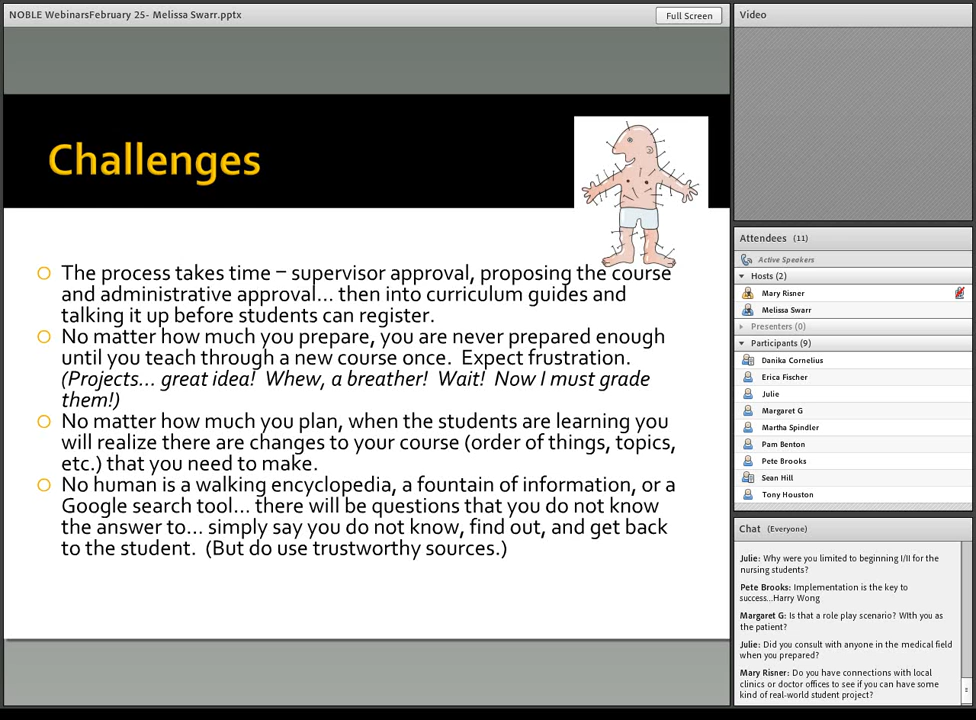 NOBLE WebinarsFebruary 25- Melissa Swarr.pptx
Full Screen
Challenges
The process takes time – supervisor approval, proposing the course
and administrative approval... then into curriculum guides and
talking it up before students can register.
No matter how much you prepare, you are never prepared enough
until you teach through a new course once.  Expect frustration.
(Projects... great idea!  Whew, a breather!  Wait!  Now I must grade
them!)
No matter how much you plan, when the students are learning you
will realize there are changes to your course (order of things, topics,
etc.) that you need to make.
No human is a walking encyclopedia, a fountain of information, or a
Google search tool... there will be questions that you do not know
the answer to... simply say you do not know, find out, and get back
to the student.  (But do use trustworthy sources.)
Video
Attendees (11)
Active Speakers
Hosts (2)
Mary Risner
Melissa Swarr
Presenters (0)
Participants (9)
Danika Cornelius
Erica Fischer
Julie
Margaret G
Martha Spindler
Pam Benton
Pete Brooks
Sean Hill
Tony Houston
Chat (Everyone)
Julie: Why were you limited to beginning I/II for the
nursing students?
Pete Brooks: Implementation is the key to
success...Harry Wong
Margaret G: Is that a role play scenario? WIth you as
the patient?
Julie: Did you consult with anyone in the medical field
when you prepared?
Mary Risner: Do you have connections with local
clinics or doctor offices to see if you can have some
kind of real-world student project?